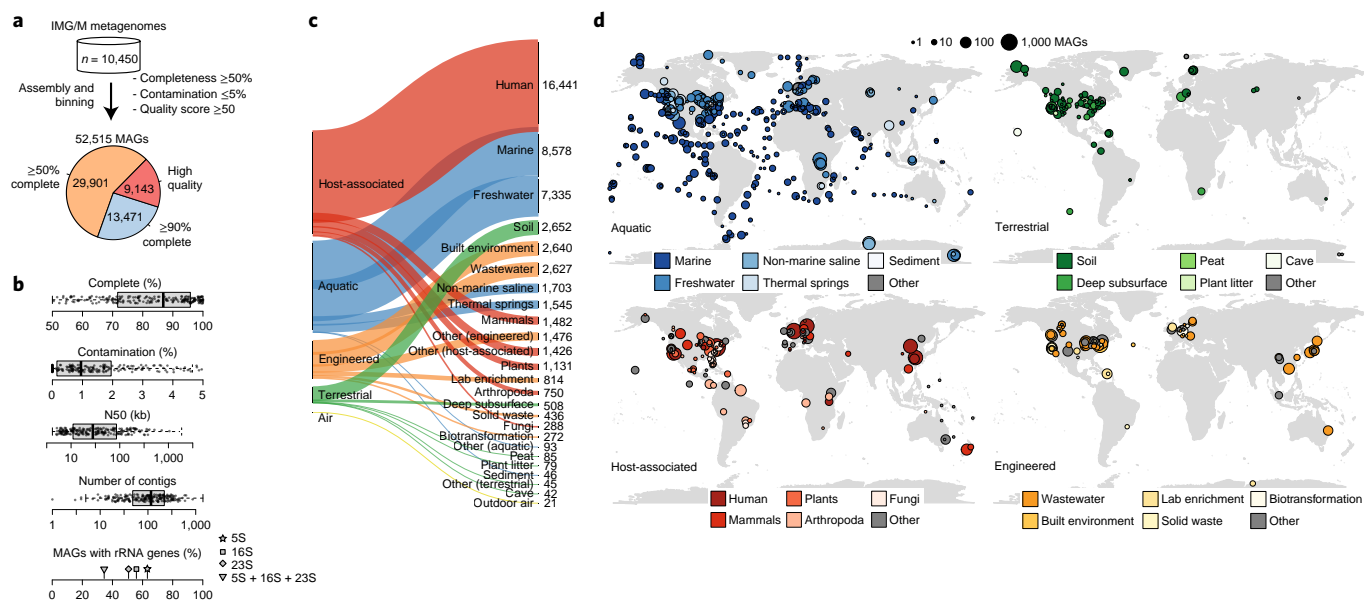 a
IMG/M metagenomes
n = 10,450
Assembly and
binning
- Completeness ≥50%
- Contamination ≤5%
- Quality score ≥50
52,515 MAGs
≥50%
complete
29,901
9,143
High
quality
13,471
≥90%
complete
b
Complete (%)
50 60 70 80 90 100
Contamination (%)
0 1 2 3 4 5
N50 (kb)
10 100 1,000
Number of contigs
1 10 100 1,000
MAGs with rRNA genes (%)
5S
16S
23S
5S + 16S + 23S
0 20 40 60 80 100
c
Host-associated
Aquatic
Engineered
Terrestrial
Air
Human 16,441
Marine 8,578
Freshwater 7,335
Soil 2,652
Built environment 2,640
Wastewater 2,627
Non-marine saline 1,703
Thermal springs 1,545
Mammals 1,482
Other (engineered) 1,476
Other (host-associated) 1,426
Plants 1,131
Lab enrichment 814
Arthropoda 750
Deep subsurface 508
Solid waste 436
Fungi 288
Biotransformation 272
Other (aquatic) 93
Peat 85
Plant litter 79
Sediment 46
Other (terrestrial) 45
Cave 42
Outdoor air 21
d
1 10 100 1,000 MAGs
Aquatic
Marine Non-marine saline Sediment
Freshwater Thermal springs Other
Terrestrial
Soil Peat Cave
Deep subsurface Plant litter Other
Host-associated
Human Plants Fungi
Mammals Arthropoda Other
Engineered
Wastewater Lab enrichment Biotransformation
Built environment Solid waste Other